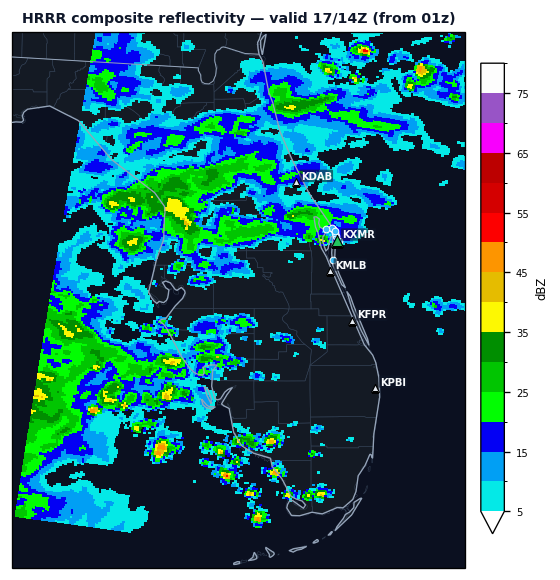 HRRR composite reflectivity — valid 17/14Z (from 01z)
75
65
55
45
35
25
15
5
dBZ
KDAB
KXMR
KMLB
KFPR
KPBI